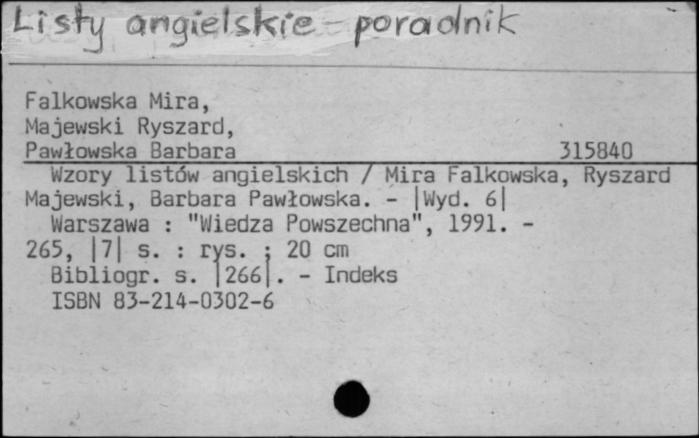 Listy angielskie - poradnik
Falkowska Mira,
Majewski Ryszard,
Pawłowska Barbara 315840
Wzory listów angielskich / Mira Falkowska, Ryszard
Majewski, Barbara Pawłowska. - |Wyd. 6|
Warszawa : "Wiedza Powszechna", 1991. -
265, |7| s. : rys. ; 20 cm
Bibliogr. s. |266|. - Indeks
ISBN 83-214-0302-6